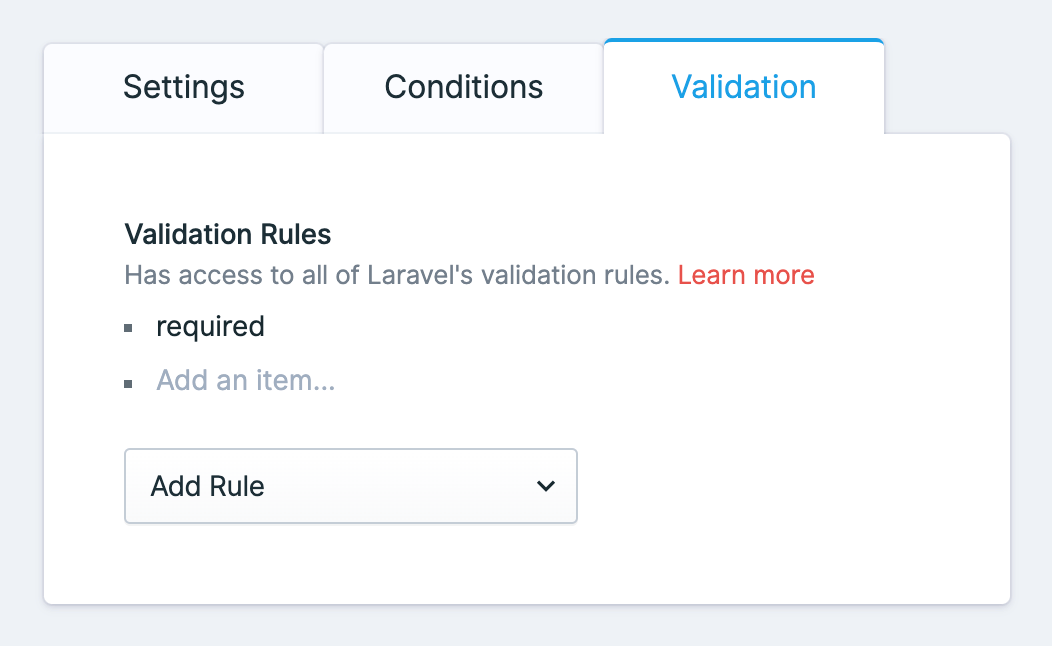 Settings
Conditions
Validation
Validation Rules
Has access to all of Laravel's validation rules. Learn more
required
Add an item...
Add Rule